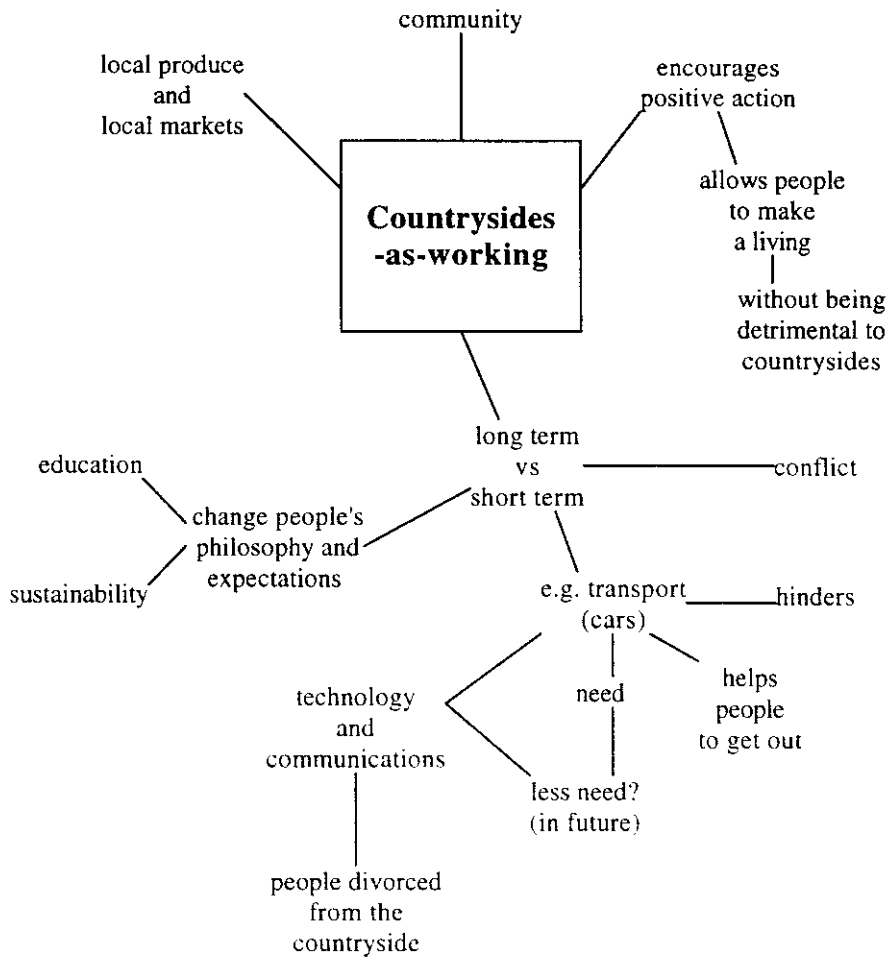 community
local produce
and
local markets
encourages
positive action
allows people
to make
a living
without being
detrimental to
countrysides
Countrysides
-as-working
long term
vs
short term
conflict
education
change people's
philosophy and
expectations
sustainability
e.g. transport
(cars)
hinders
helps
people
to get out
need
technology
and
communications
less need?
(in future)
people divorced
from the
countryside